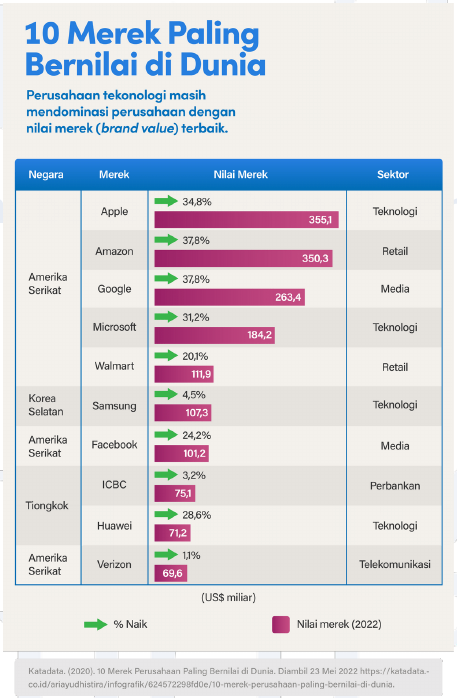 10 Merek Paling
Bernilai di Dunia
Perusahaan tekonologi masih
mendominasi perusahaan dengan
nilai merek (brand value) terbaik.
Negara Merek Nilai Merek Sektor
Amerika
Serikat
Apple 34,8% 355,1 Teknologi
Amazon 37,8% 350,3 Retail
Google 37,8% 263,4 Media
Microsoft 31,2% 184,2 Teknologi
Walmart 20,1% 111,9 Retail
Korea
Selatan
Samsung 4,5% 107,3 Teknologi
Amerika
Serikat
Facebook 24,2% 101,2 Media
Tiongkok
ICBC 3,2% 75,1 Perbankan
Huawei 28,6% 71,2 Teknologi
Amerika
Serikat
Verizon 1,1% 69,6 Telekomunikasi
(US$ miliar)
% Naik Nilai merek (2022)
Katadata. (2020). 10 Merek Perusahaan Paling Bernilai di Dunia. Diambil 23 Mei 2022 https://katadata.-
co.id/ariayudhistira/infografik/624572298fd0e/10-merek-perusahaan-paling-bernilai-di-dunia.